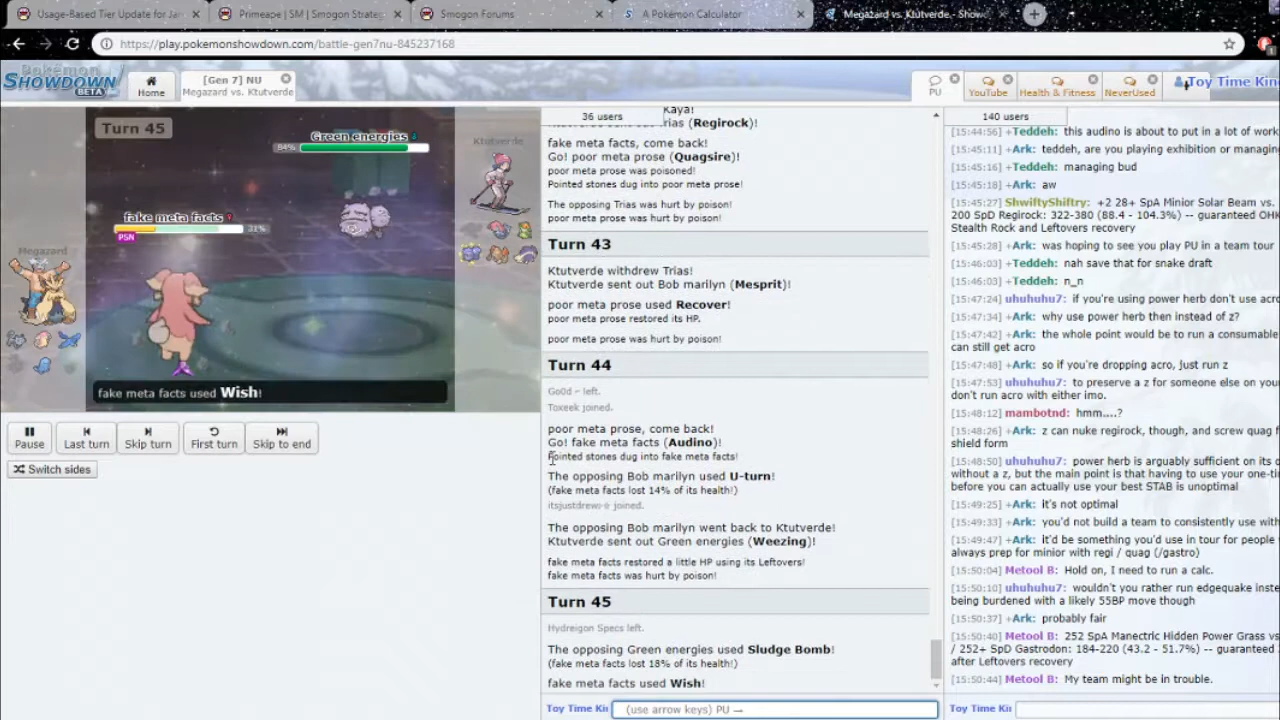 Usage-Based Tier Update for Jan
Primeape | SM | Smogon Strate
Smogon Forums
A Pokémon Calculator
Megazard vs. Ktutverde - Show
https://play.pokemonshowdown.com/battle-gen7nu-845237168
Pokémon
SHOWDOWN
BETA
Home
[Gen 7] NU
Megazard vs. Ktutverde
PU
YouTube
Health & Fitness
NeverUsed
Toy Time Kin
Turn 45
Green energies
84%
Ktutverde
fake meta facts
31%
PSN
Megazard
fake meta facts used Wish!
Pause
Last turn
Skip turn
First turn
Skip to end
Switch sides
36 users
Kaya!
rias (Regirock)!
fake meta facts, come back!
Go! poor meta prose (Quagsire)!
poor meta prose was poisoned!
Pointed stones dug into poor meta prose!
The opposing Trias was hurt by poison!
poor meta prose was hurt by poison!
Turn 43
Ktutverde withdrew Trias!
Ktutverde sent out Bob marilyn (Mesprit)!
poor meta prose used Recover!
poor meta prose restored its HP.
poor meta prose was hurt by poison!
Turn 44
Go0d ~ left.
Toxeek joined.
poor meta prose, come back!
Go! fake meta facts (Audino)!
Pointed stones dug into fake meta facts!
The opposing Bob marilyn used U-turn!
(fake meta facts lost 14% of its health!)
itsjustdrew joined.
The opposing Bob marilyn went back to Ktutverde!
Ktutverde sent out Green energies (Weezing)!
fake meta facts restored a little HP using its Leftovers!
fake meta facts was hurt by poison!
Turn 45
Hydreigon Specs left.
The opposing Green energies used Sludge Bomb!
(fake meta facts lost 18% of its health!)
fake meta facts used Wish!
Toy Time Kin
(use arrow keys) PU →
140 users
[15:44:56] +Teddeh: this audino is about to put in a lot of work
[15:45:11] +Ark: teddeh, are you playing exhibition or managing
[15:45:16] +Teddeh: managing bud
[15:45:18] +Ark: aw
[15:45:27] ShwiftyShiftry: +2 28+ SpA Minior Solar Beam vs.
200 SpD Regirock: 322-380 (88.4 - 104.3%) -- guaranteed OHK
Stealth Rock and Leftovers recovery
[15:45:28] +Ark: was hoping to see you play PU in a team tour
[15:46:03] +Teddeh: nah save that for snake draft
[15:46:03] +Teddeh: n_n
[15:47:24] uhuhuhu7: if you're using power herb don't use acro
[15:47:34] +Ark: why use power herb then instead of z?
[15:47:42] +Ark: the whole point would be to run a consumable
can still get acro
[15:47:48] +Ark: so if you're dropping acro, just run z
[15:47:53] uhuhuhu7: to preserve a z for someone else on you
don't run acro with either imo.
[15:48:12] mambotnd: hmm....?
[15:48:26] +Ark: z can nuke regirock, though, and screw quag f
shield form
[15:48:50] uhuhuhu7: power herb is arguably sufficient on its o
without a z, but the main point is that having to use your one-ti
before you can actually use your best STAB is unoptimal
[15:49:25] +Ark: it's not optimal
[15:49:33] +Ark: you'd not build a team to consistently use with
[15:49:47] +Ark: it'd be something you'd use in tour for people
always prep for minior with regi / quag (/gastro)
[15:50:04] Metool B: Hold on, I need to run a calc.
[15:50:10] uhuhuhu7: wouldn't you rather run edgequake inste
being burdened with a likely 55BP move though
[15:50:37] +Ark: probably fair
[15:50:40] Metool B: 252 SpA Manectric Hidden Power Grass vs
/ 252+ SpD Gastrodon: 184-220 (43.2 - 51.7%) -- guaranteed
after Leftovers recovery
[15:50:44] Metool B: My team might be in trouble.
Toy Time Kin